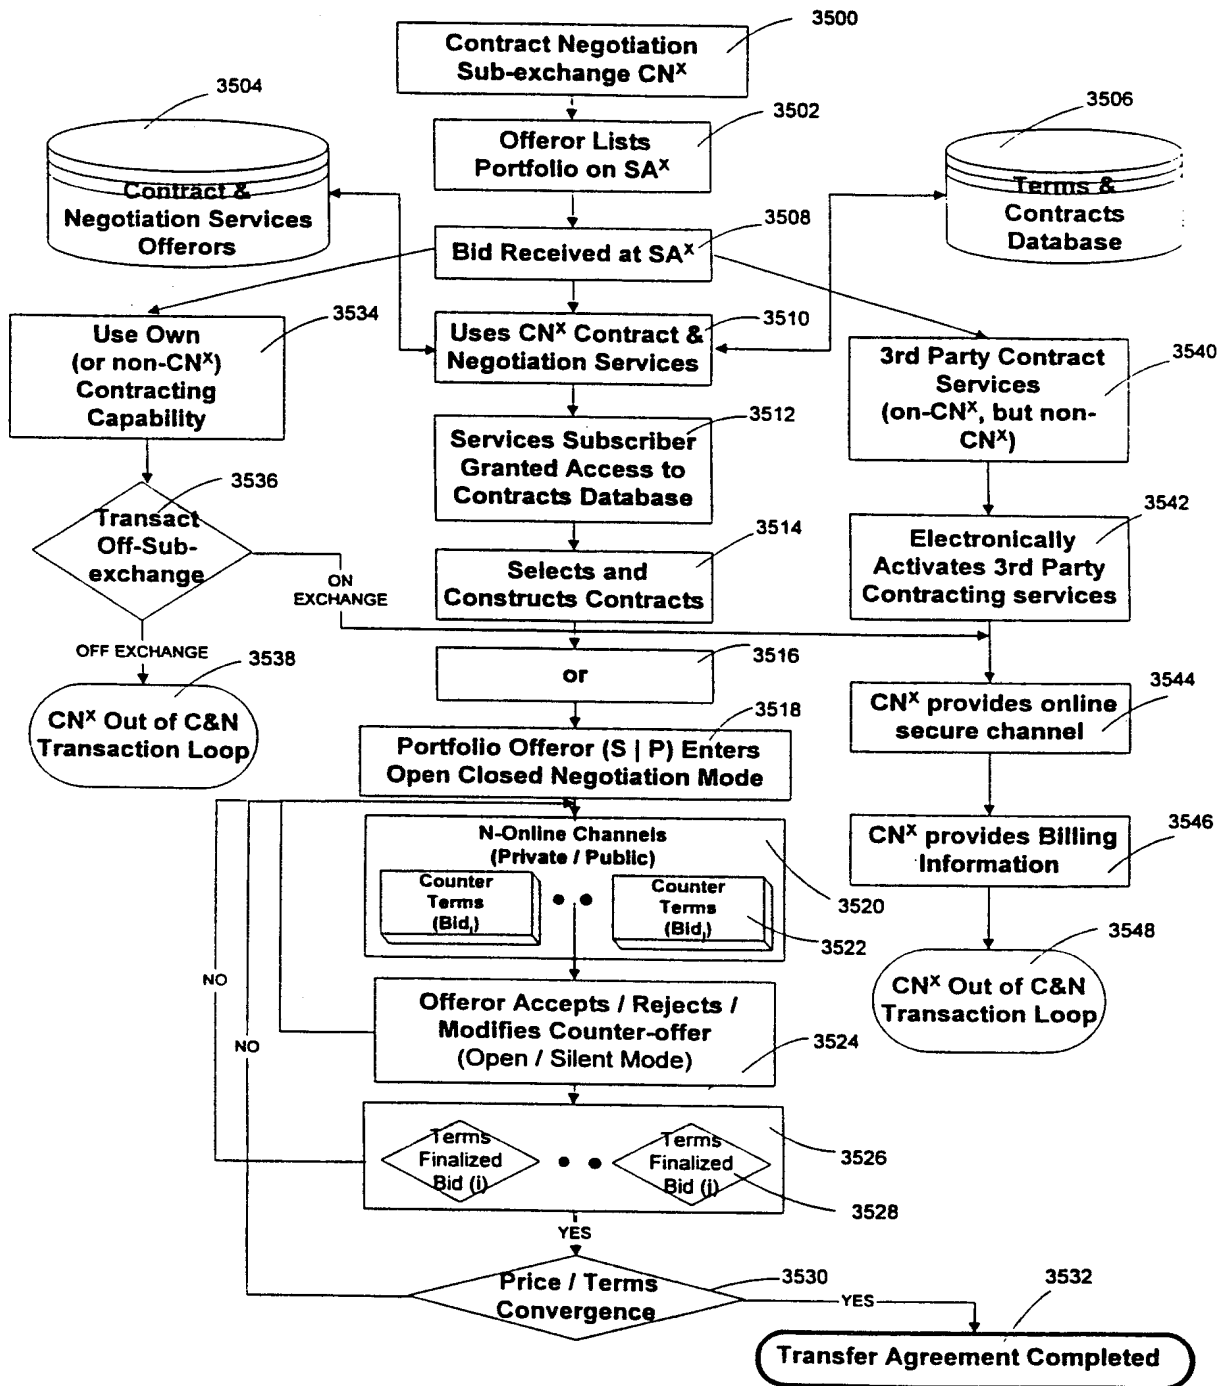 3500
Contract Negotiation
Sub-exchange CNˣ
3504
3502
3506
Offeror Lists
Portfolio on SAˣ
Contract &
Negotiation Services
Offerors
Terms &
Contracts
Database
3508
Bid Received at SAˣ
3534
Use Own
(or non-CNˣ)
Contracting
Capability
3510
Uses CNˣ Contract &
Negotiation Services
3540
3rd Party Contract
Services
(on-CNˣ, but non-
CNˣ)
3512
Services Subscriber
Granted Access to
Contracts Database
3536
Transact
Off-Sub-
exchange
ON
EXCHANGE
3514
Selects and
Constructs Contracts
3542
Electronically
Activates 3rd Party
Contracting services
OFF EXCHANGE
3538
CNˣ Out of C&N
Transaction Loop
3516
or
3544
CNˣ provides online
secure channel
3518
Portfolio Offeror (S | P) Enters
Open Closed Negotiation Mode
N-Online Channels
(Private / Public)
Counter
Terms
(Bidᵢ)
• •
Counter
Terms
(Bidⱼ)
3520
3522
3546
CNˣ provides Billing
Information
3548
CNˣ Out of C&N
Transaction Loop
NO
NO
Offeror Accepts / Rejects /
Modifies Counter-offer
(Open / Silent Mode)
3524
Terms
Finalized
Bid (i)
• •
Terms
Finalized
Bid (j)
3526
3528
YES
Price / Terms
Convergence
3530
YES
3532
Transfer Agreement Completed